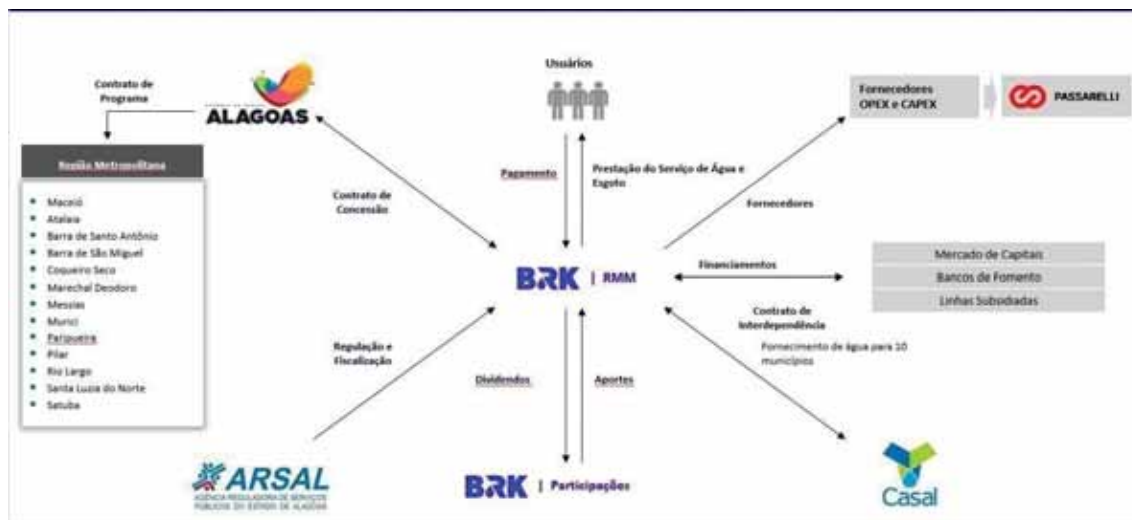 Contrato de
Programa
ALAGOAS
Região Metropolitana
Maceió
Atalaia
Barra de Santo Antônio
Barra de São Miguel
Coqueiro Seco
Marechal Deodoro
Messias
Murici
Paripueira
Pilar
Rio Largo
Santa Luzia do Norte
Satuba
Contrato de
Concessão
Usuários
Pagamento
Prestação do Serviço de Água e
Esgoto
Fornecedores
OPEX e CAPEX
PASSARELLI
Fornecedores
BRK | RMM
Financiamentos
Mercado de Capitais
Bancos de Fomento
Linhas Subsidiadas
Contrato de
Interdependência
Fornecimento de água para 10
municípios
Regulação e
Fiscalização
Dividendos
Aportes
ARSAL
AGÊNCIA REGULADORA DE SERVIÇOS
PÚBLICOS DO ESTADO DE ALAGOAS
BRK | Participações
Casal